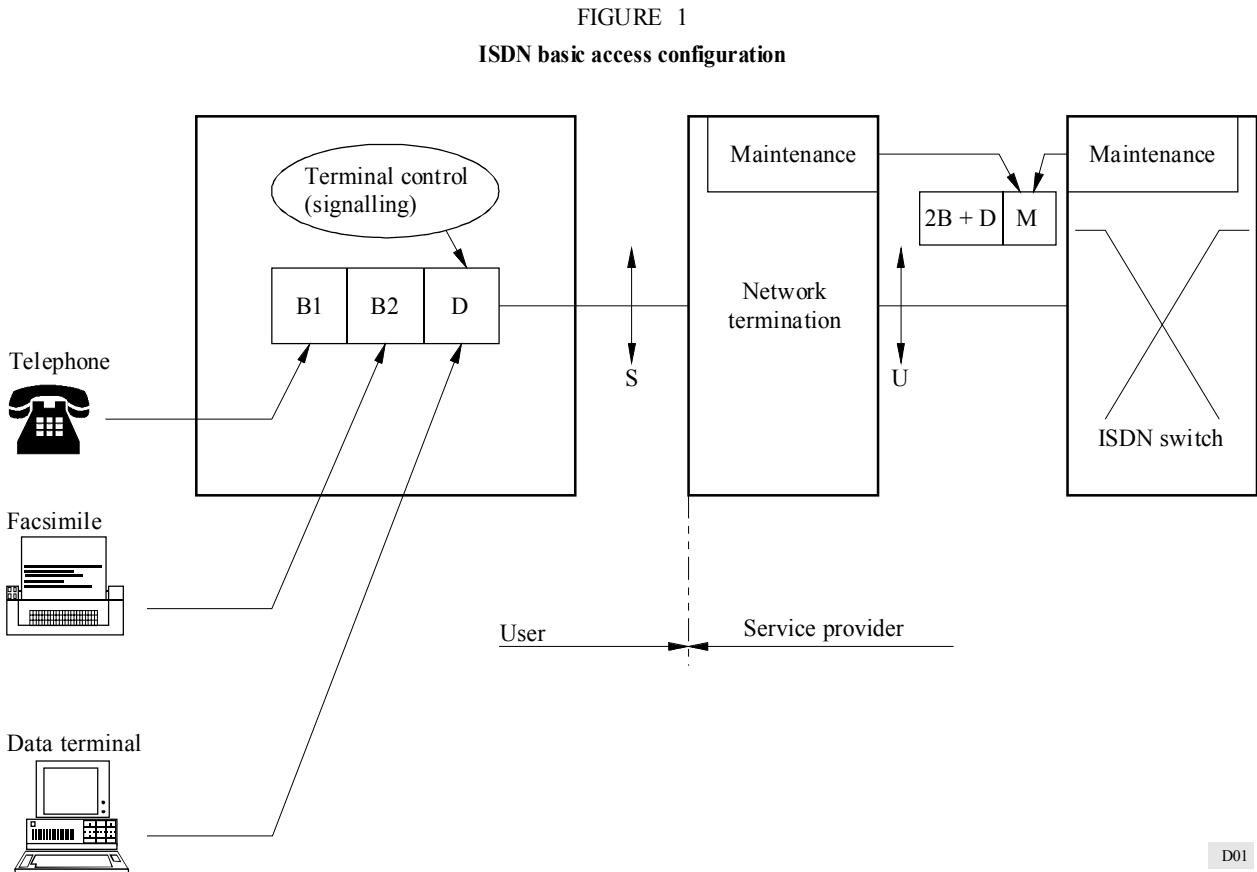 FIGURE 1
ISDN basic access configuration
Terminal control
(signalling)
B1
B2
D
Telephone
Facsimile
Data terminal
S
Maintenance
Network
termination
2B + D
M
U
Maintenance
ISDN switch
User
Service provider
D01